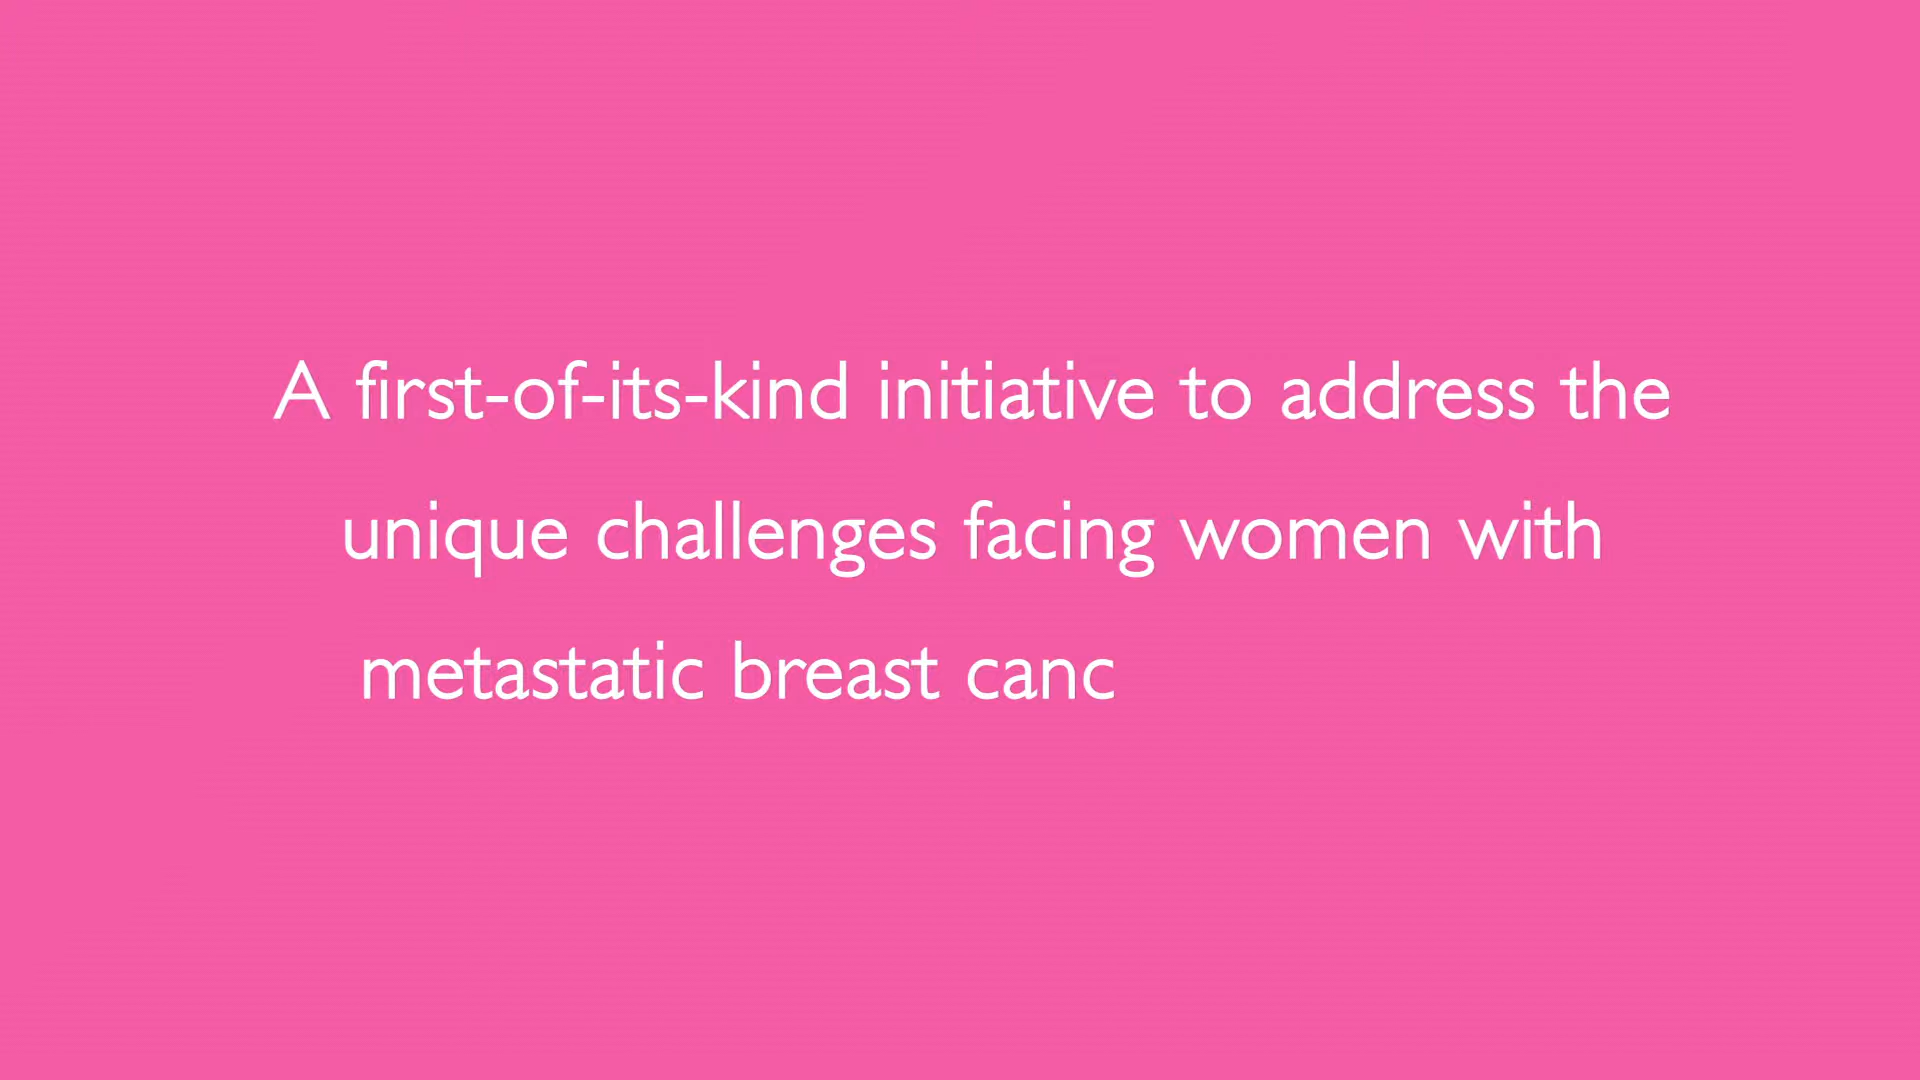 A first-of-its-kind initiative to address the
unique challenges facing women with
metastatic breast canc